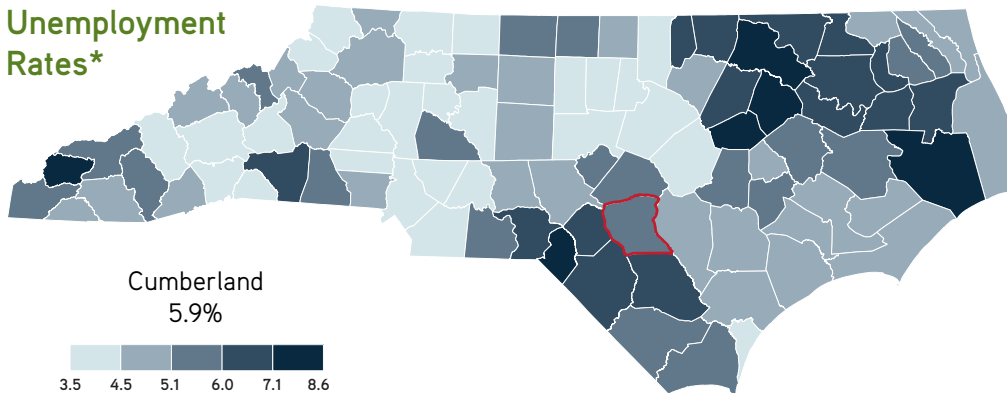 Unemployment
Rates*
Cumberland
5.9%
3.5 4.5 5.1 6.0 7.1 8.6